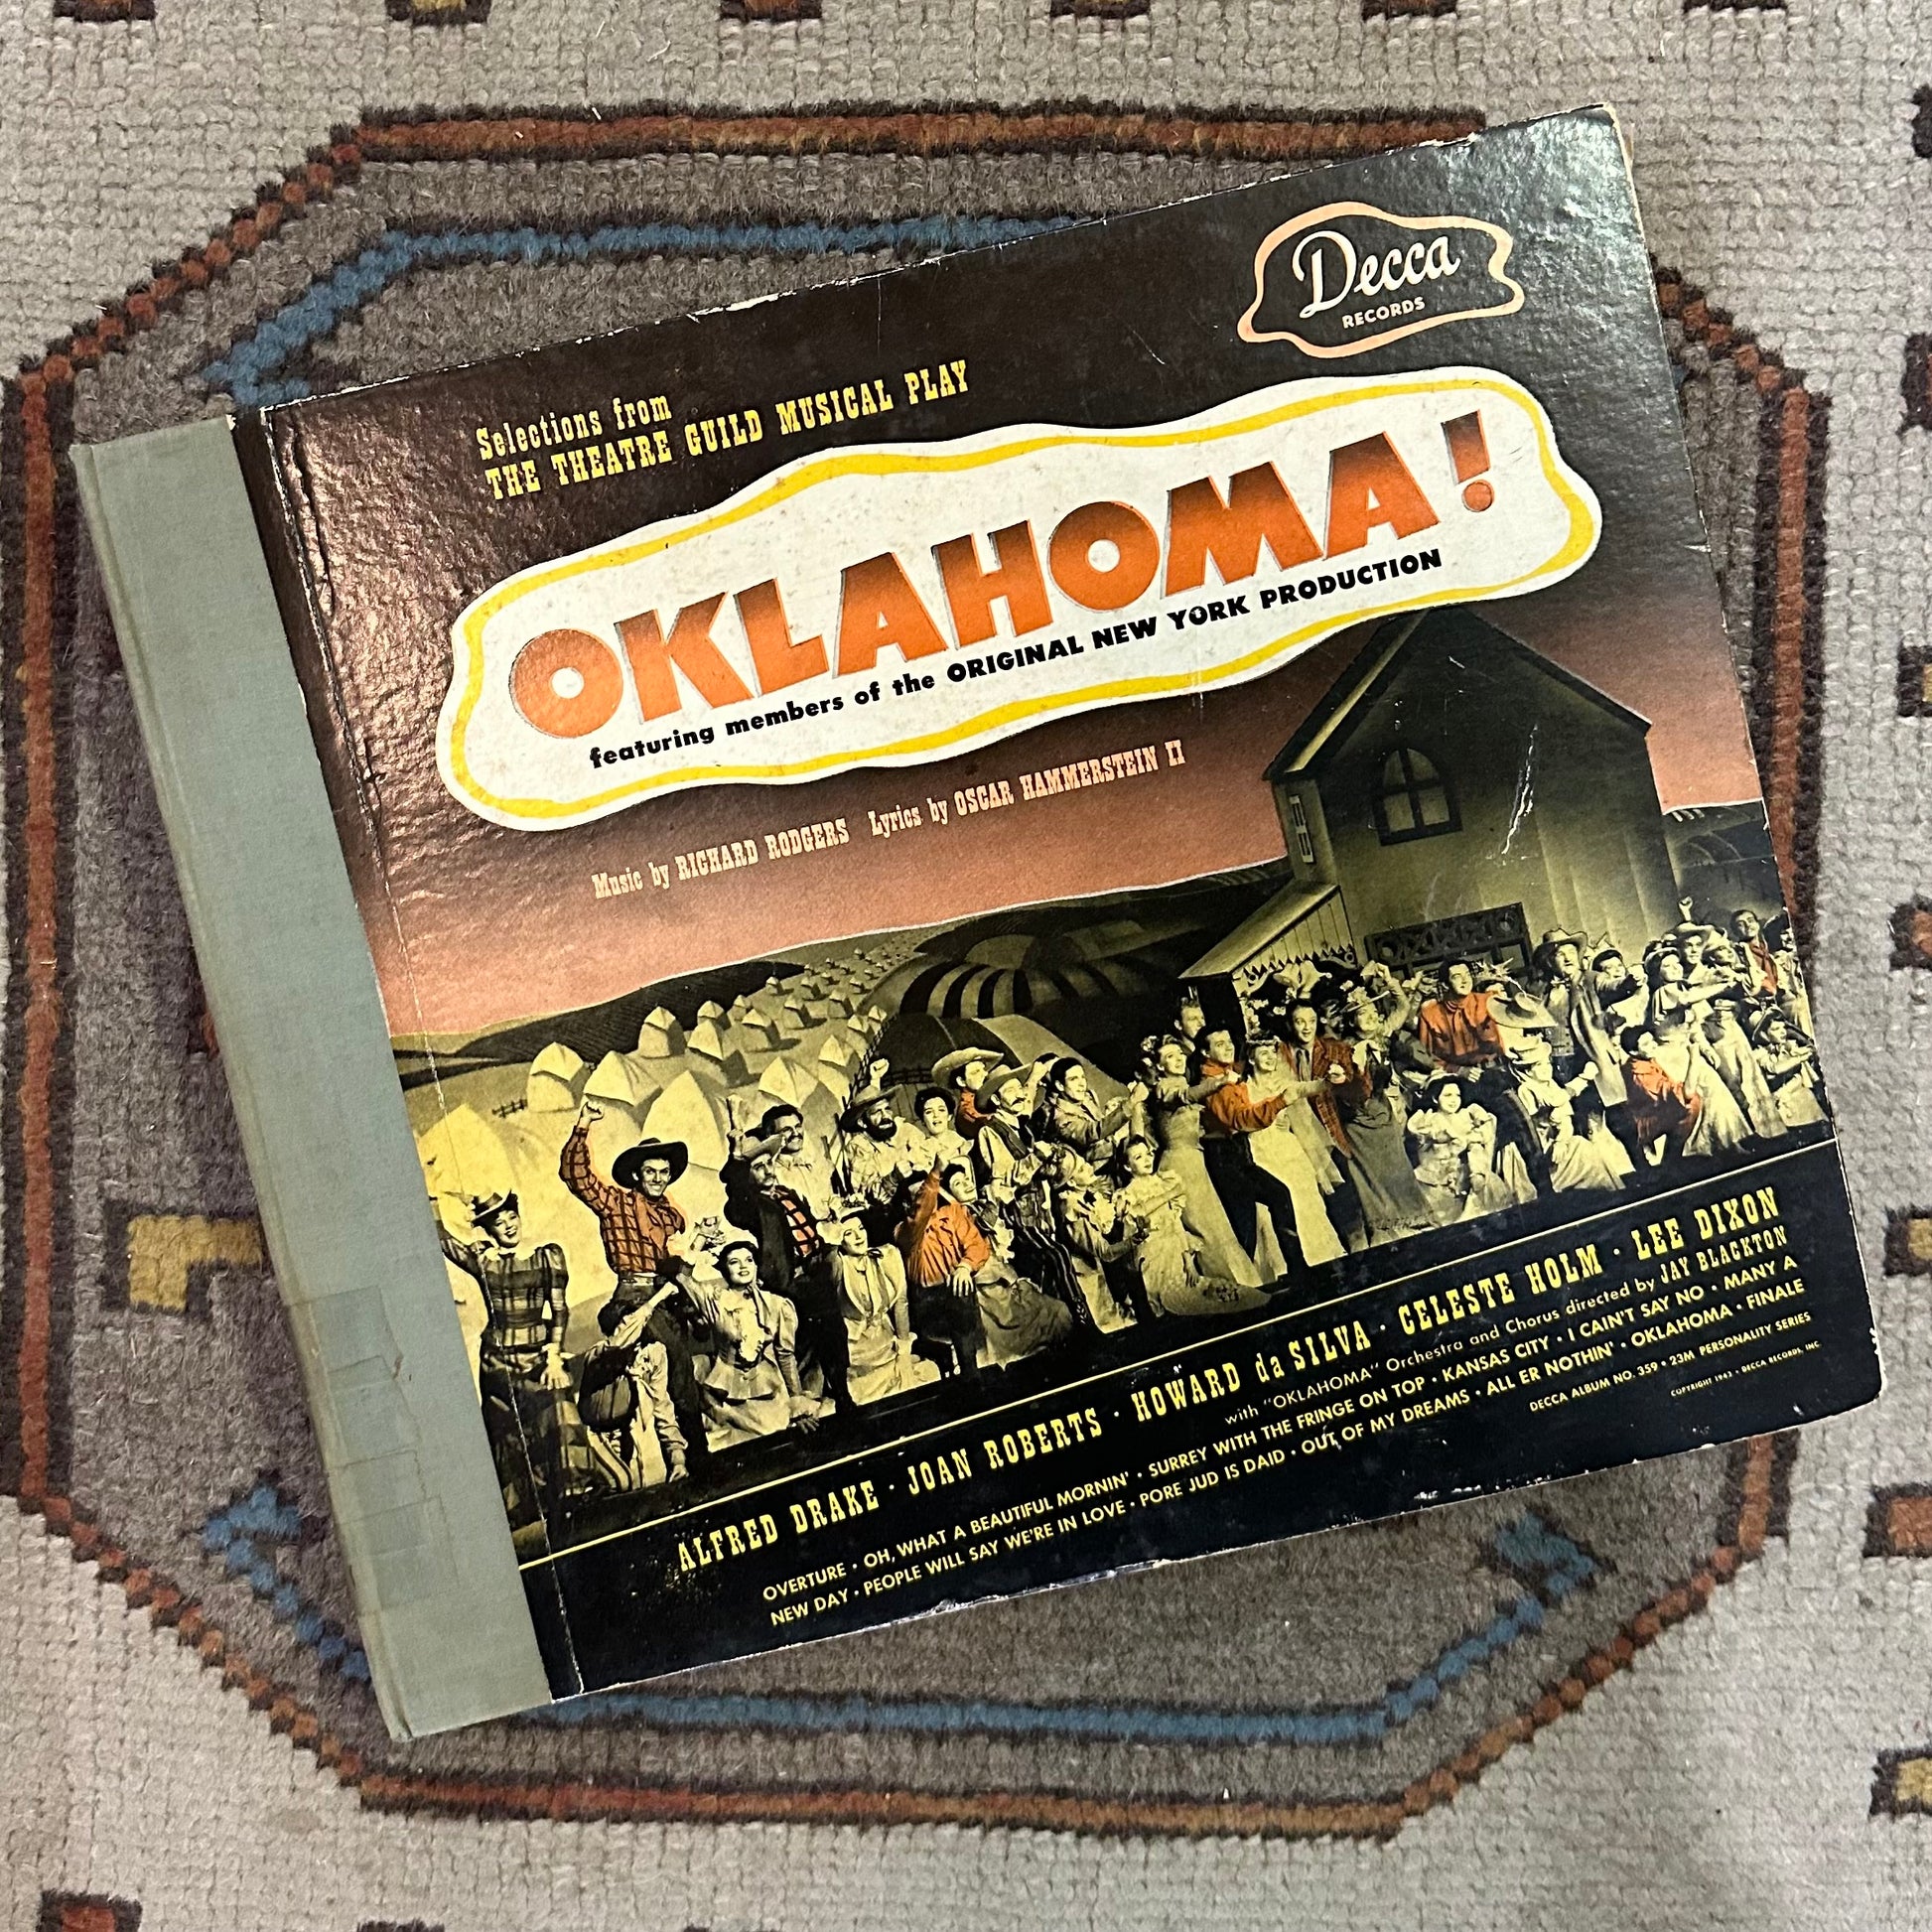 Decca
RECORDS
Selections from
THE THEATRE GUILD MUSICAL PLAY
OKLAHOMA!
featuring members of the ORIGINAL NEW YORK PRODUCTION
Music by RICHARD RODGERS Lyrics by OSCAR HAMMERSTEIN II
ALFRED DRAKE · JOAN ROBERTS · HOWARD da SILVA · CELESTE HOLM · LEE DIXON
with "OKLAHOMA" Orchestra and Chorus directed by JAY BLACKTON
OVERTURE · OH, WHAT A BEAUTIFUL MORNIN' · SURREY WITH THE FRINGE ON TOP · KANSAS CITY · I CAIN'T SAY NO · MANY A
NEW DAY · PEOPLE WILL SAY WE'RE IN LOVE · PORE JUD IS DAID · OUT OF MY DREAMS · ALL ER NOTHIN' · OKLAHOMA · FINALE
DECCA ALBUM NO. 359 · 23M PERSONALITY SERIES
COPYRIGHT 1943 · DECCA RECORDS, INC.